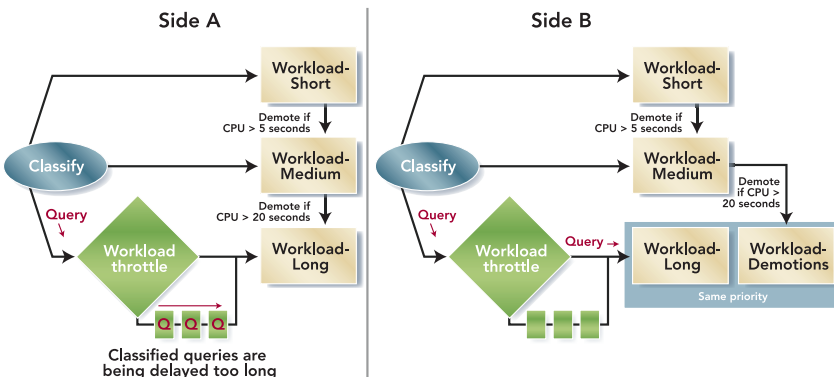 Side A
Workload-
Short
Demote if
CPU > 5 seconds
Classify
Workload-
Medium
Query
Demote if
CPU > 20 seconds
Workload
throttle
Workload-
Long
Q Q Q
Classified queries are
being delayed too long
Side B
Workload-
Short
Demote if
CPU > 5 seconds
Classify
Workload-
Medium
Demote
if CPU >
20 seconds
Query
Workload
throttle
Query
Workload-
Long
Workload-
Demotions
Same priority